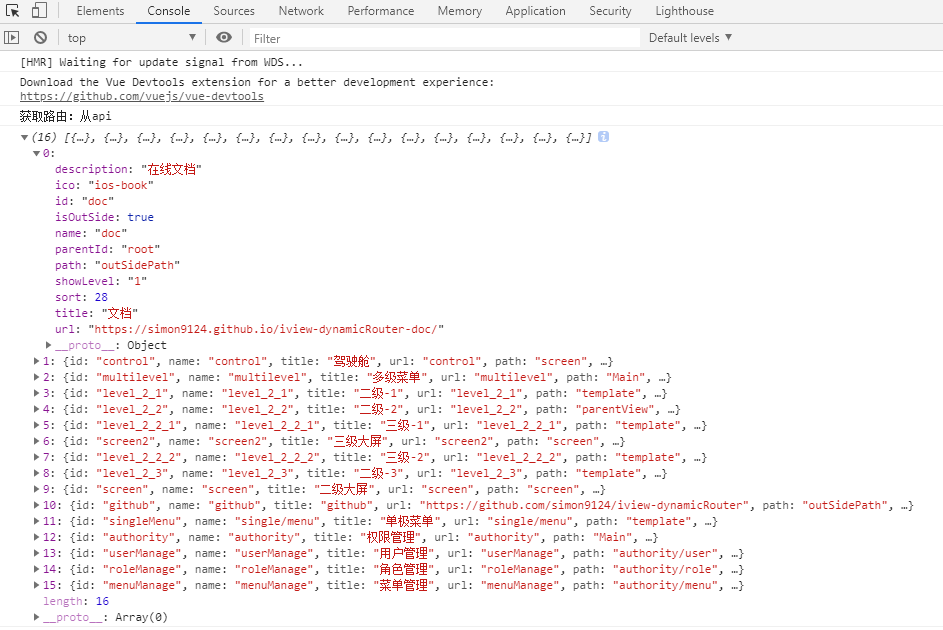 Elements Console Sources Network Performance Memory Application Security Lighthouse
top ▼ Filter Default levels ▼
[HMR] Waiting for update signal from WDS...
Download the Vue Devtools extension for a better development experience:
https://github.com/vuejs/vue-devtools
获取路由: 从api
▼(16) [{…}, {…}, {…}, {…}, {…}, {…}, {…}, {…}, {…}, {…}, {…}, {…}, {…}, {…}, {…}, {…}] i
▼0:
description: "在线文档"
ico: "ios-book"
id: "doc"
isOutSide: true
name: "doc"
parentId: "root"
path: "outSidePath"
showLevel: "1"
sort: 28
title: "文档"
url: "https://simon9124.github.io/iview-dynamicRouter-doc/"
▶__proto__: Object
▶1: {id: "control", name: "control", title: "驾驶舱", url: "control", path: "screen", …}
▶2: {id: "multilevel", name: "multilevel", title: "多级菜单", url: "multilevel", path: "Main", …}
▶3: {id: "level_2_1", name: "level_2_1", title: "二级-1", url: "level_2_1", path: "template", …}
▶4: {id: "level_2_2", name: "level_2_2", title: "二级-2", url: "level_2_2", path: "parentView", …}
▶5: {id: "level_2_2_1", name: "level_2_2_1", title: "三级-1", url: "level_2_2_1", path: "template", …}
▶6: {id: "screen2", name: "screen2", title: "三级大屏", url: "screen2", path: "screen", …}
▶7: {id: "level_2_2_2", name: "level_2_2_2", title: "三级-2", url: "level_2_2_2", path: "template", …}
▶8: {id: "level_2_3", name: "level_2_3", title: "二级-3", url: "level_2_3", path: "template", …}
▶9: {id: "screen", name: "screen", title: "二级大屏", url: "screen", path: "screen", …}
▶10: {id: "github", name: "github", title: "github", url: "https://github.com/simon9124/iview-dynamicRouter", path: "outSidePath", …}
▶11: {id: "singleMenu", name: "single/menu", title: "单极菜单", url: "single/menu", path: "template", …}
▶12: {id: "authority", name: "authority", title: "权限管理", url: "authority", path: "Main", …}
▶13: {id: "userManage", name: "userManage", title: "用户管理", url: "userManage", path: "authority/user", …}
▶14: {id: "roleManage", name: "roleManage", title: "角色管理", url: "roleManage", path: "authority/role", …}
▶15: {id: "menuManage", name: "menuManage", title: "菜单管理", url: "menuManage", path: "authority/menu", …}
length: 16
▶__proto__: Array(0)